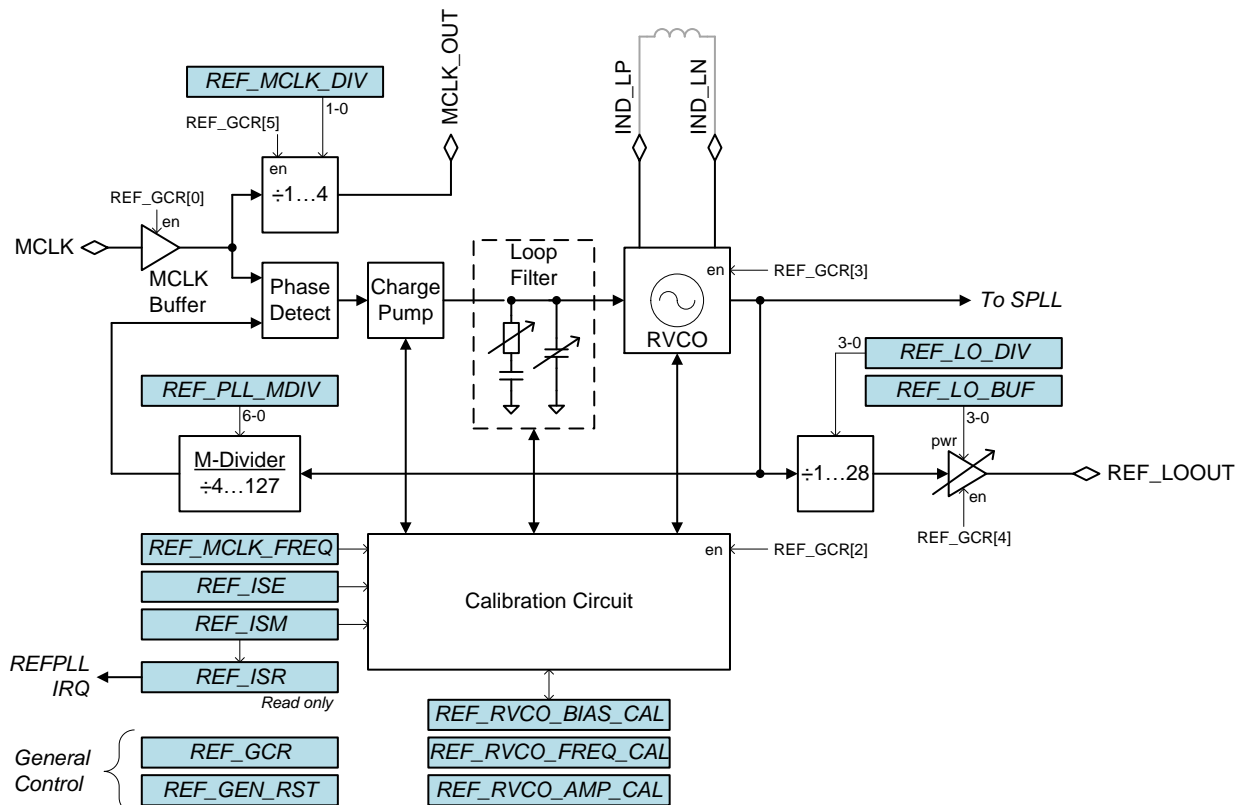 REF_MCLK_DIV
MCLK_OUT
IND_LP
IND_LN
1-0
REF_GCR[5]
en
÷1…4
REF_GCR[0]
en
MCLK
MCLK
Buffer
Phase
Detect
Charge
Pump
Loop
Filter
en
REF_GCR[3]
RVCO
To SPLL
3-0
REF_LO_DIV
REF_LO_BUF
3-0
REF_PLL_MDIV
6-0
M-Divider
÷4…127
÷1…28
pwr
en
REF_LOOUT
REF_GCR[4]
REF_MCLK_FREQ
en
REF_GCR[2]
REF_ISE
Calibration Circuit
REF_ISM
REFPLL
IRQ
REF_ISR
Read only
REF_RVCO_BIAS_CAL
General
Control
REF_GCR
REF_RVCO_FREQ_CAL
REF_GEN_RST
REF_RVCO_AMP_CAL